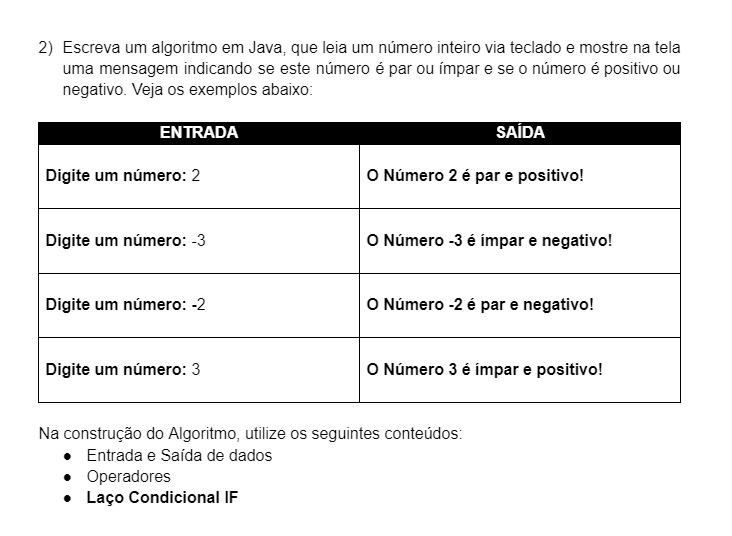 2) Escreva um algoritmo em Java, que leia um número inteiro via teclado e mostre na tela
uma mensagem indicando se este número é par ou ímpar e se o número é positivo ou
negativo. Veja os exemplos abaixo:
ENTRADA SAÍDA
Digite um número: 2 O Número 2 é par e positivo!
Digite um número: -3 O Número -3 é ímpar e negativo!
Digite um número: -2 O Número -2 é par e negativo!
Digite um número: 3 O Número 3 é ímpar e positivo!
Na construção do Algoritmo, utilize os seguintes conteúdos:
● Entrada e Saída de dados
● Operadores
● Laço Condicional IF